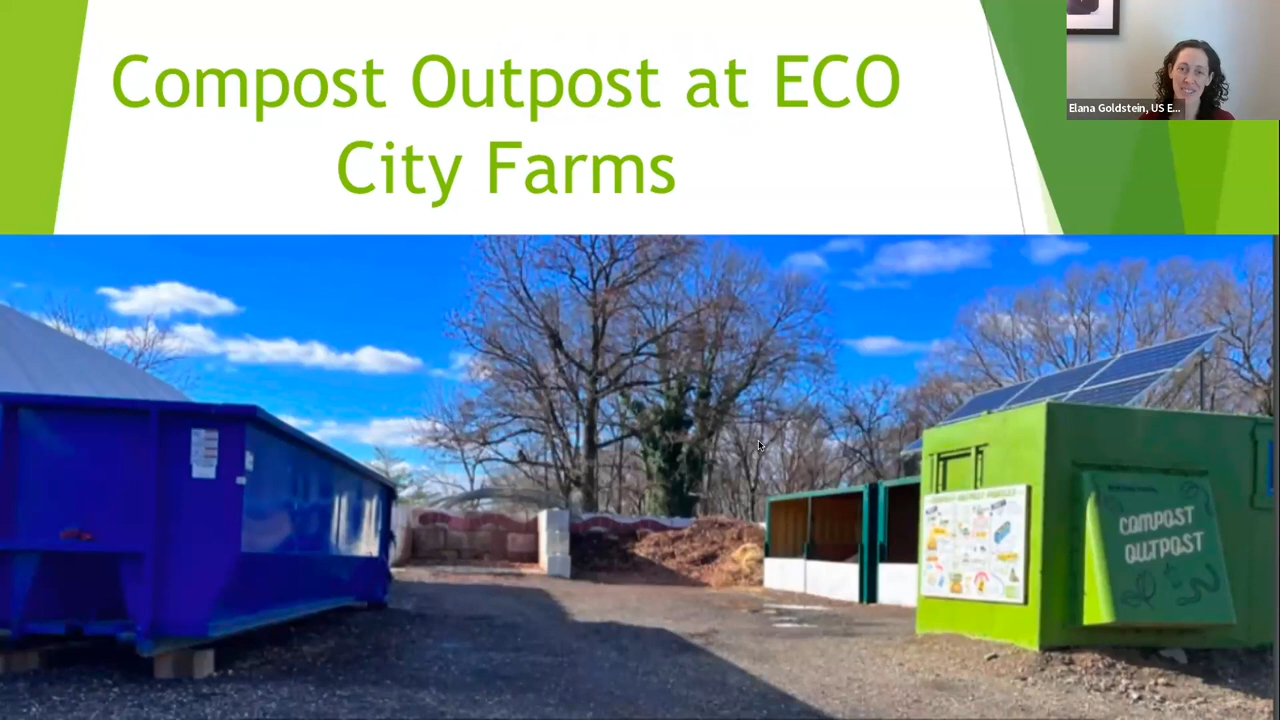 Compost Outpost at ECO
City Farms
Elana Goldstein, US E...
COMPOST
OUTPOST